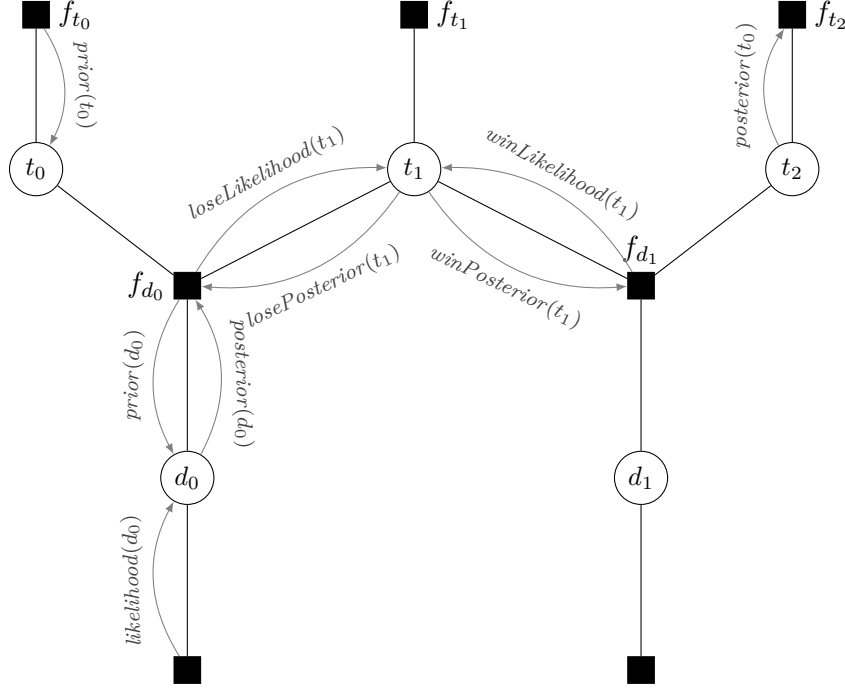 f_{t_0}
f_{t_1}
f_{t_2}
prior(t_0)
posterior(t_0)
t_0
t_1
t_2
loseLikelihood(t_1)
winLikelihood(t_1)
losePosterior(t_1)
winPosterior(t_1)
f_{d_0}
f_{d_1}
prior(d_0)
posterior(d_0)
d_0
d_1
likelihood(d_0)